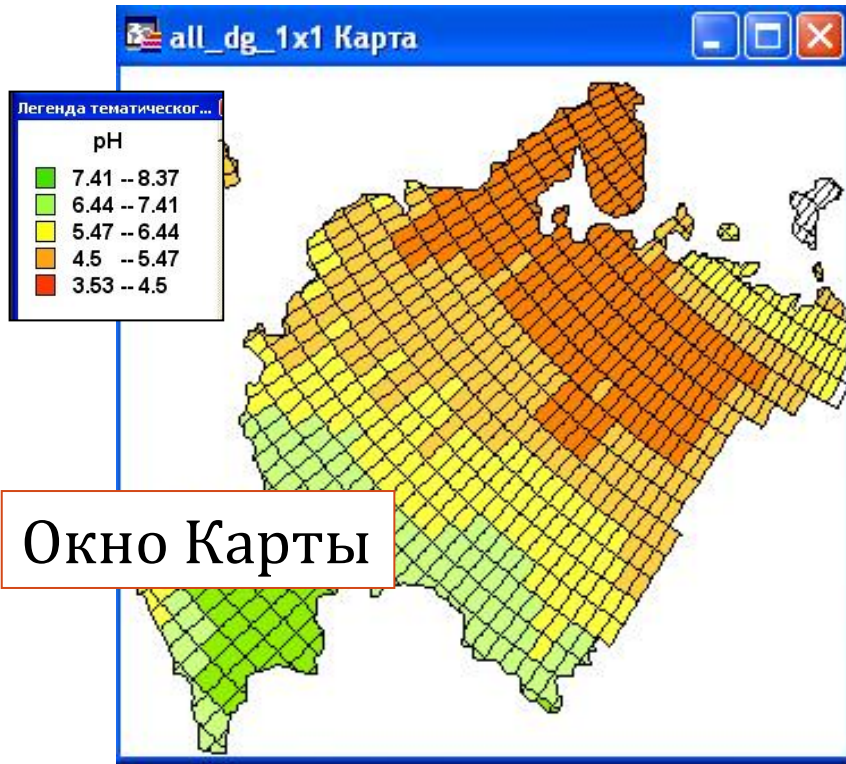 all_dg_1x1 Карта
Легенда тематическог...
pH
7.41 -- 8.37
6.44 -- 7.41
5.47 -- 6.44
4.5 -- 5.47
3.53 -- 4.5
Окно Карты